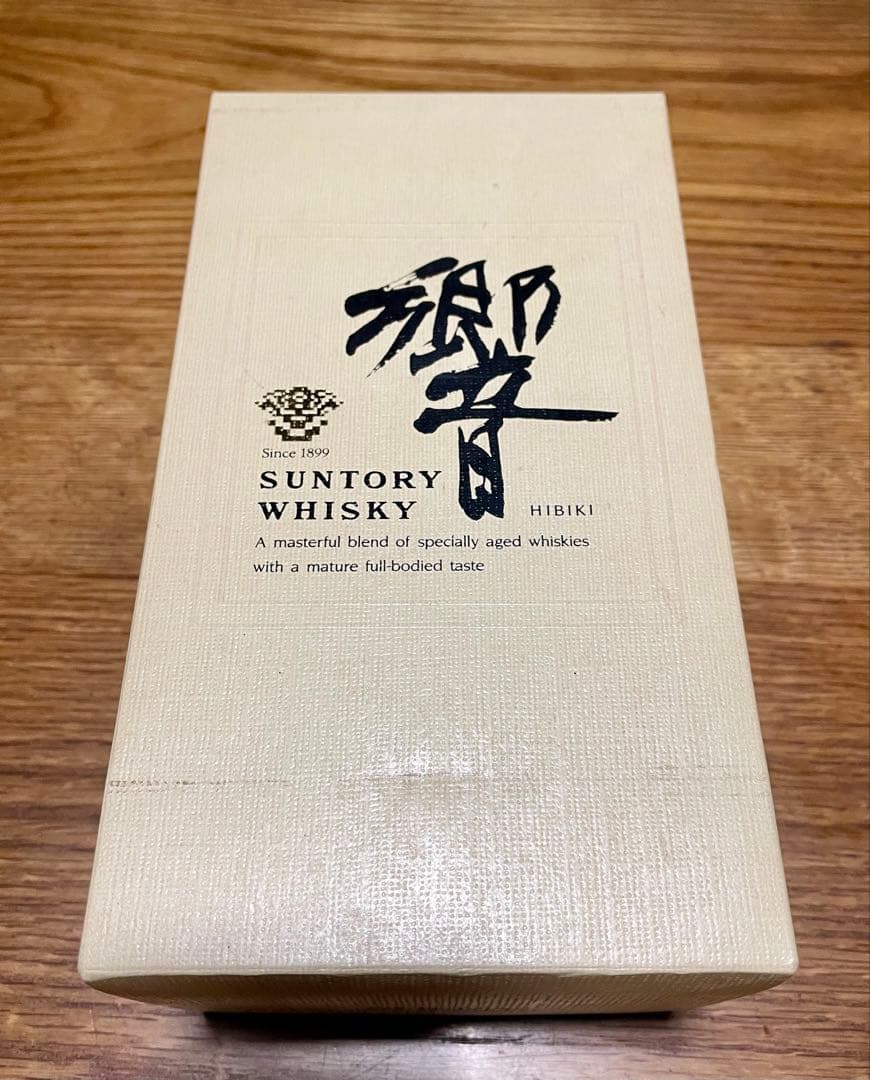 響
Since 1899
SUNTORY
WHISKY
HIBIKI
A masterful blend of specially aged whiskies
with a mature full-bodied taste